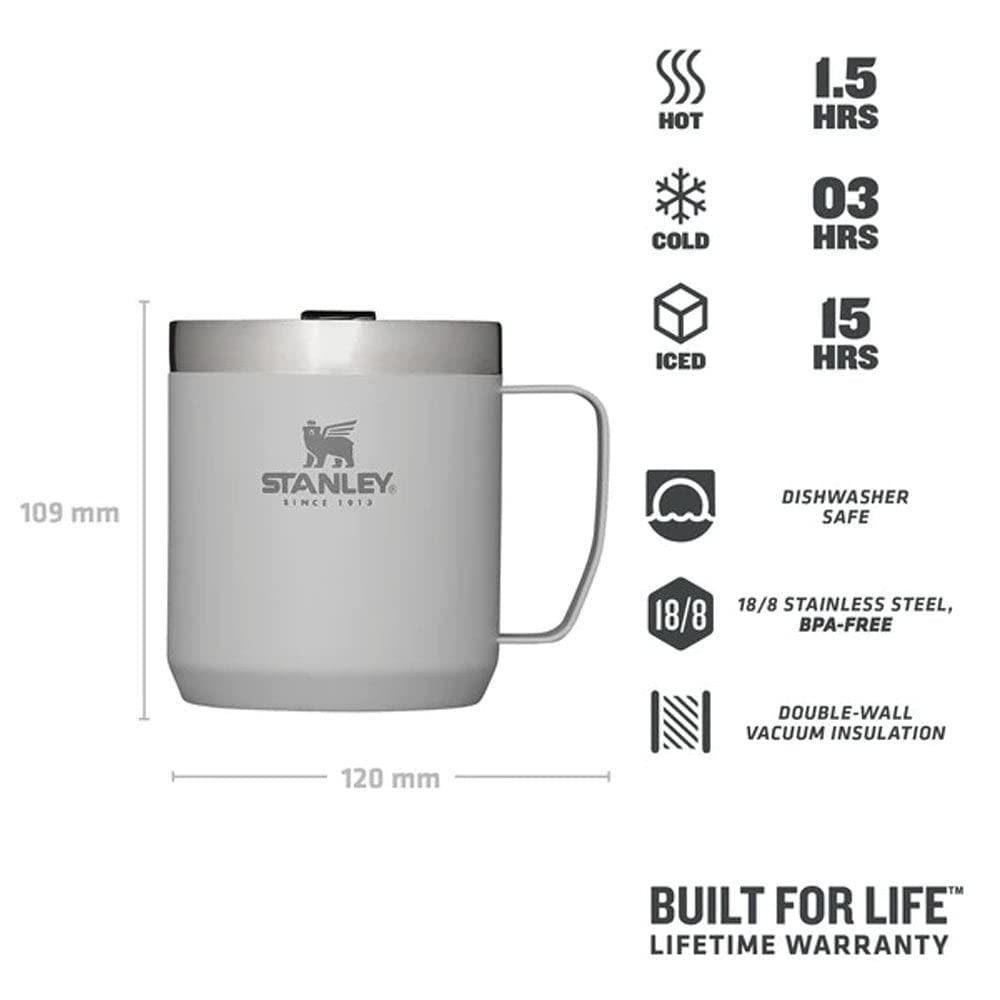 HOT
1.5
HRS
COLD
03
HRS
ICED
15
HRS
109 mm
STANLEY®
SINCE 1913
120 mm
DISHWASHER
SAFE
18/8
18/8 STAINLESS STEEL,
BPA-FREE
DOUBLE-WALL
VACUUM INSULATION
BUILT FOR LIFE™
LIFETIME WARRANTY